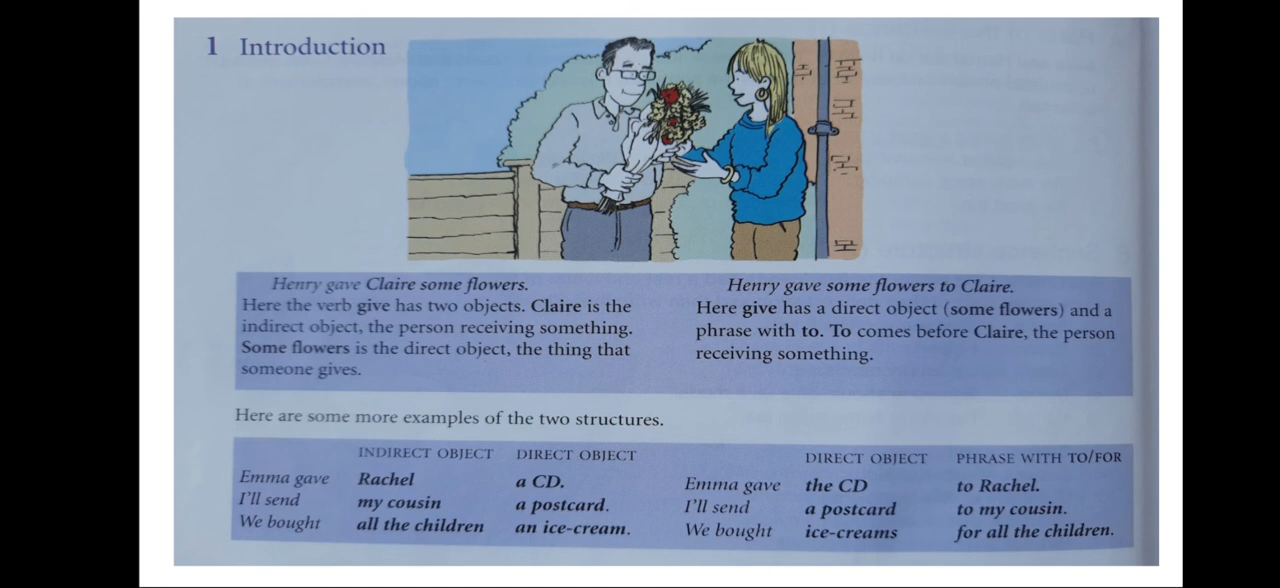 1 Introduction
Henry gave Claire some flowers.
Here the verb give has two objects. Claire is the
indirect object, the person receiving something.
Some flowers is the direct object, the thing that
someone gives.
Henry gave some flowers to Claire.
Here give has a direct object (some flowers) and a
phrase with to. To comes before Claire, the person
receiving something.
Here are some more examples of the two structures.
INDIRECT OBJECT DIRECT OBJECT
Emma gave Rachel a CD.
I'll send my cousin a postcard.
We bought all the children an ice-cream.
DIRECT OBJECT PHRASE WITH TO/FOR
Emma gave the CD to Rachel.
I'll send a postcard to my cousin.
We bought ice-creams for all the children.